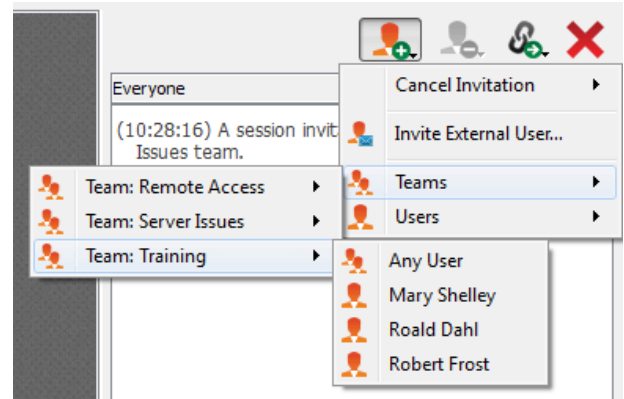 Everyone
(10:28:16) A session invit
Issues team.
Cancel Invitation
Invite External User...
Teams
Users
Team: Remote Access
Team: Server Issues
Team: Training
Any User
Mary Shelley
Roald Dahl
Robert Frost